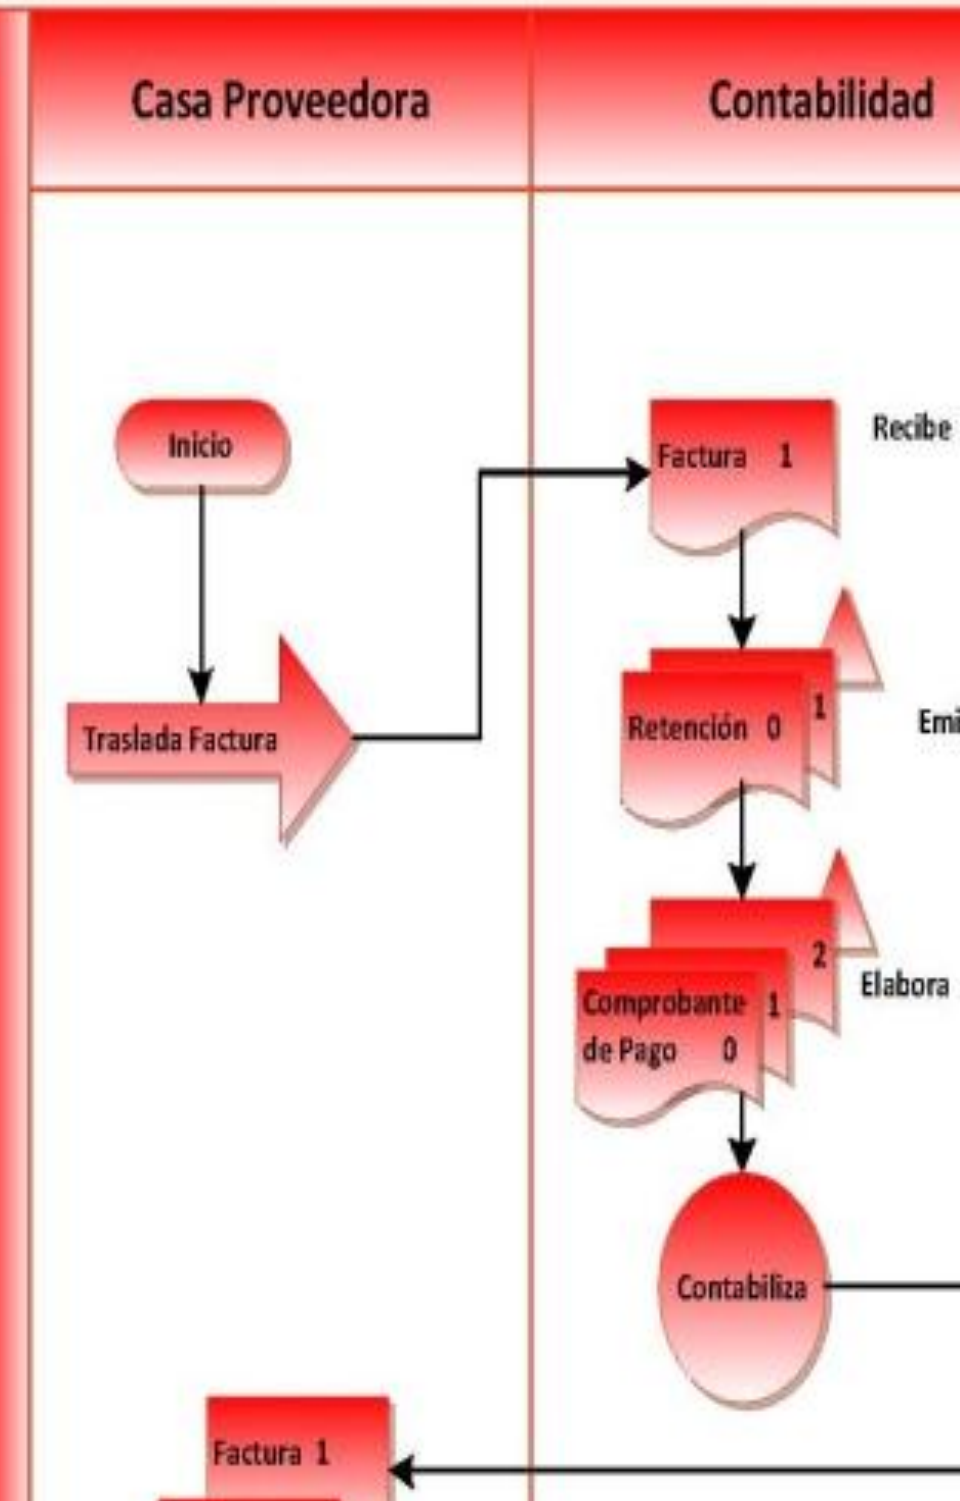 Casa Proveedora
Contabilidad
Inicio
Factura 1
Recibe
Traslada Factura
Retención 0
1
Emi
2
Comprobante
de Pago 0
1
Elabora
Contabiliza
Factura 1